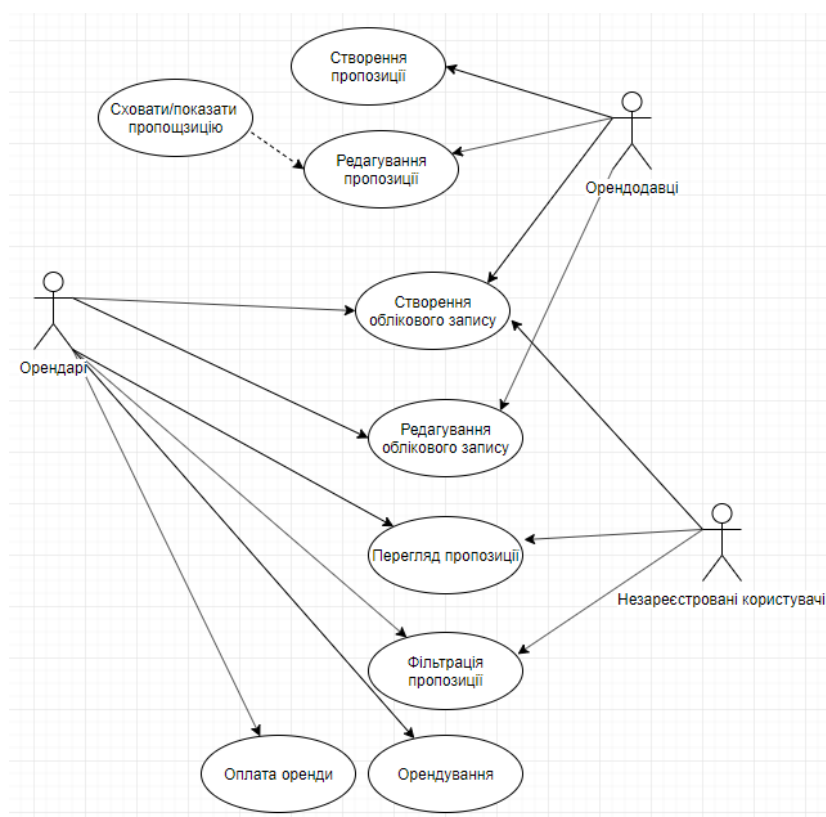 Створення
пропозиції
Сховати/показати
пропощзицію
Редагування
пропозиції
Орендодавці
Створення
облікового запису
Орендарі
Редагування
облікового запису
Перегляд пропозиції
Незареєстровані користувачі
Фільтрація
пропозиції
Оплата оренди
Орендування